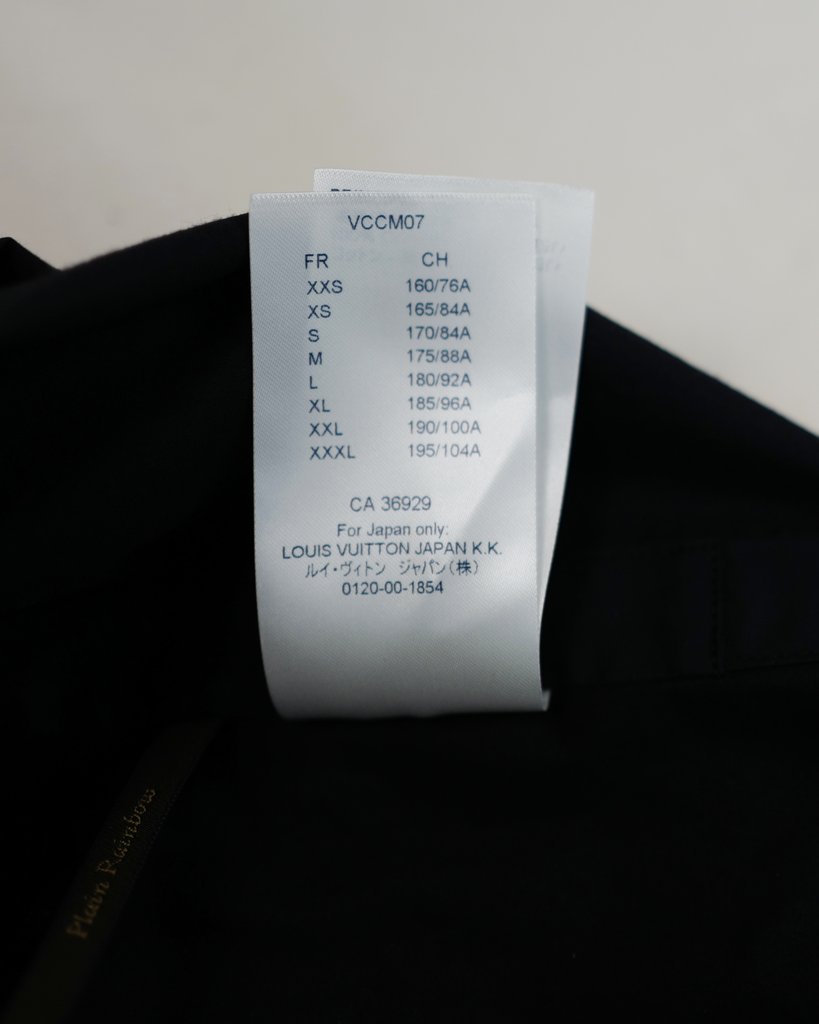 VCCM07
FR CH
XXS 160/76A
XS 165/84A
S 170/84A
M 175/88A
L 180/92A
XL 185/96A
XXL 190/100A
XXXL 195/104A
CA 36929
For Japan only:
LOUIS VUITTON JAPAN K.K.
ルイ・ヴィトン ジャパン(株)
0120-00-1854
Plain Rainbow